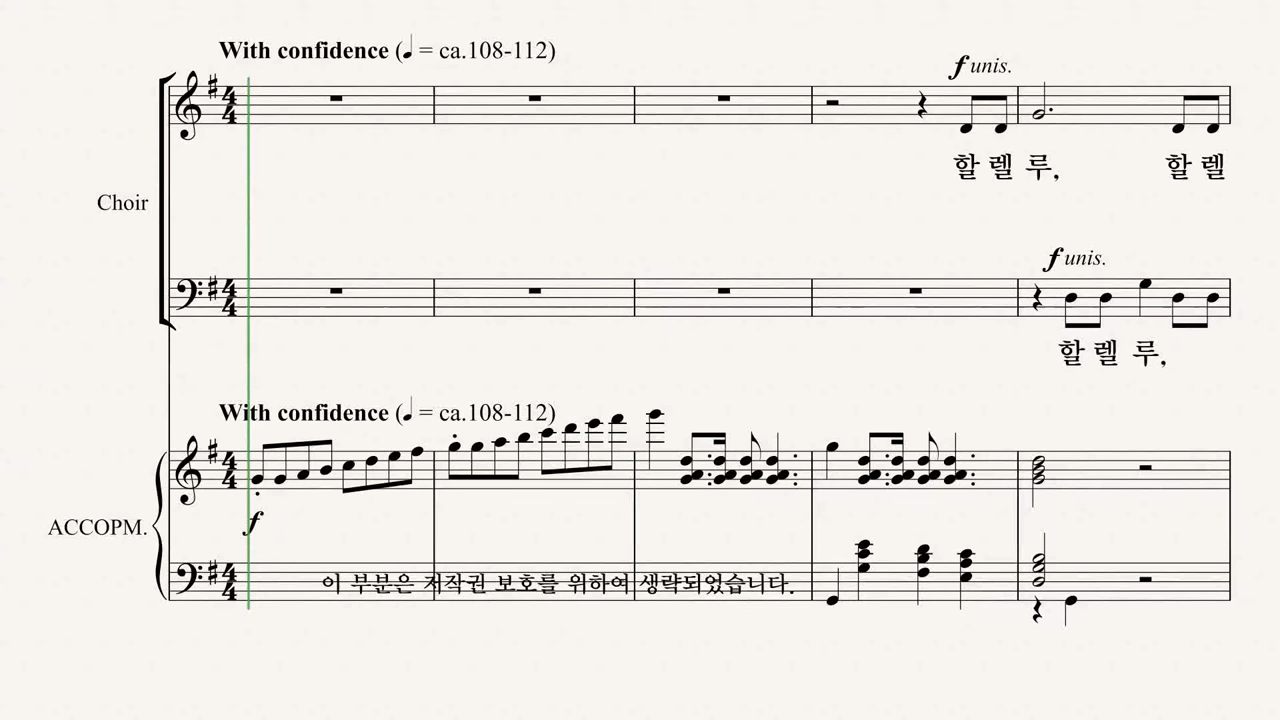 With confidence (♩ = ca.108-112)
f unis.
할 렐 루, 할 렐
Choir
f unis.
할 렐 루,
With confidence (♩ = ca.108-112)
f
ACCOPM.
이 부분은 저작권 보호를 위하여 생략되었습니다.